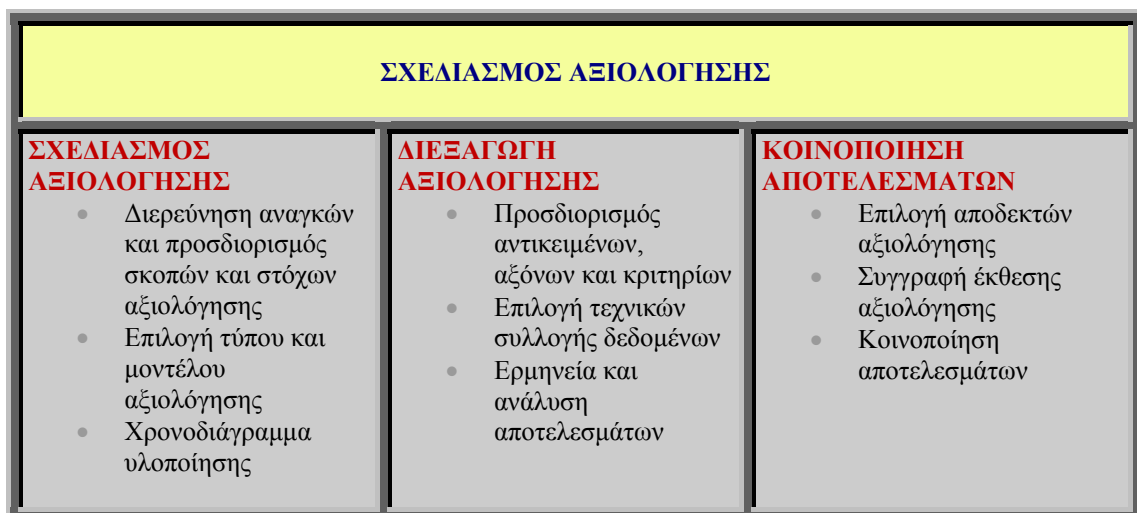 ΣΧΕΔΙΑΣΜΟΣ ΑΞΙΟΛΟΓΗΣΗΣ
ΣΧΕΔΙΑΣΜΟΣ
ΑΞΙΟΛΟΓΗΣΗΣ
Διερεύνηση αναγκών
και προσδιορισμός
σκοπών και στόχων
αξιολόγησης
Επιλογή τύπου και
μοντέλου
αξιολόγησης
Χρονοδιάγραμμα
υλοποίησης
ΔΙΕΞΑΓΩΓΗ
ΑΞΙΟΛΟΓΗΣΗΣ
Προσδιορισμός
αντικειμένων,
αξόνων και κριτηρίων
Επιλογή τεχνικών
συλλογής δεδομένων
Ερμηνεία και
ανάλυση
αποτελεσμάτων
ΚΟΙΝΟΠΟΙΗΣΗ
ΑΠΟΤΕΛΕΣΜΑΤΩΝ
Επιλογή αποδεκτών
αξιολόγησης
Συγγραφή έκθεσης
αξιολόγησης
Κοινοποίηση
αποτελεσμάτων